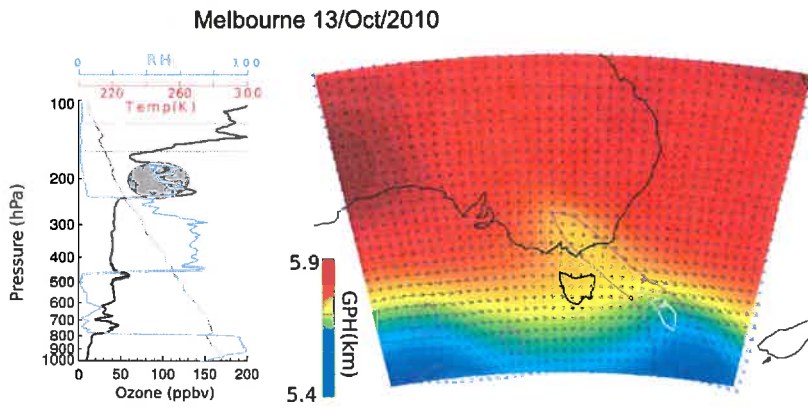 Melbourne 13/Oct/2010
RH
0 100
220 260 300
Temp(K)
100
200
300
400
500
600
700
800
900
1000
Pressure (hPa)
0 50 100 150 200
Ozone (ppbv)
5.9
GPH(km)
5.4